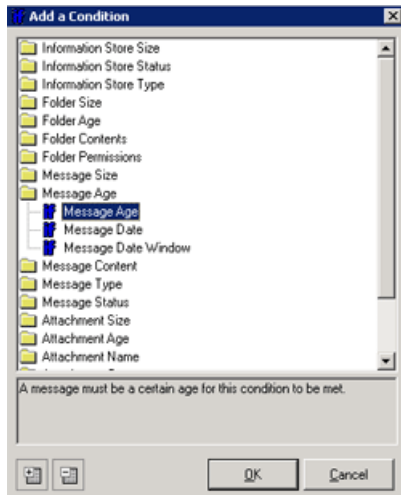 Add a Condition
Information Store Size
Information Store Status
Information Store Type
Folder Size
Folder Age
Folder Contents
Folder Permissions
Message Size
Message Age
Message Age
Message Date
Message Date Window
Message Content
Message Type
Message Status
Attachment Size
Attachment Age
Attachment Name
A message must be a certain age for this condition to be met.
OK
Cancel